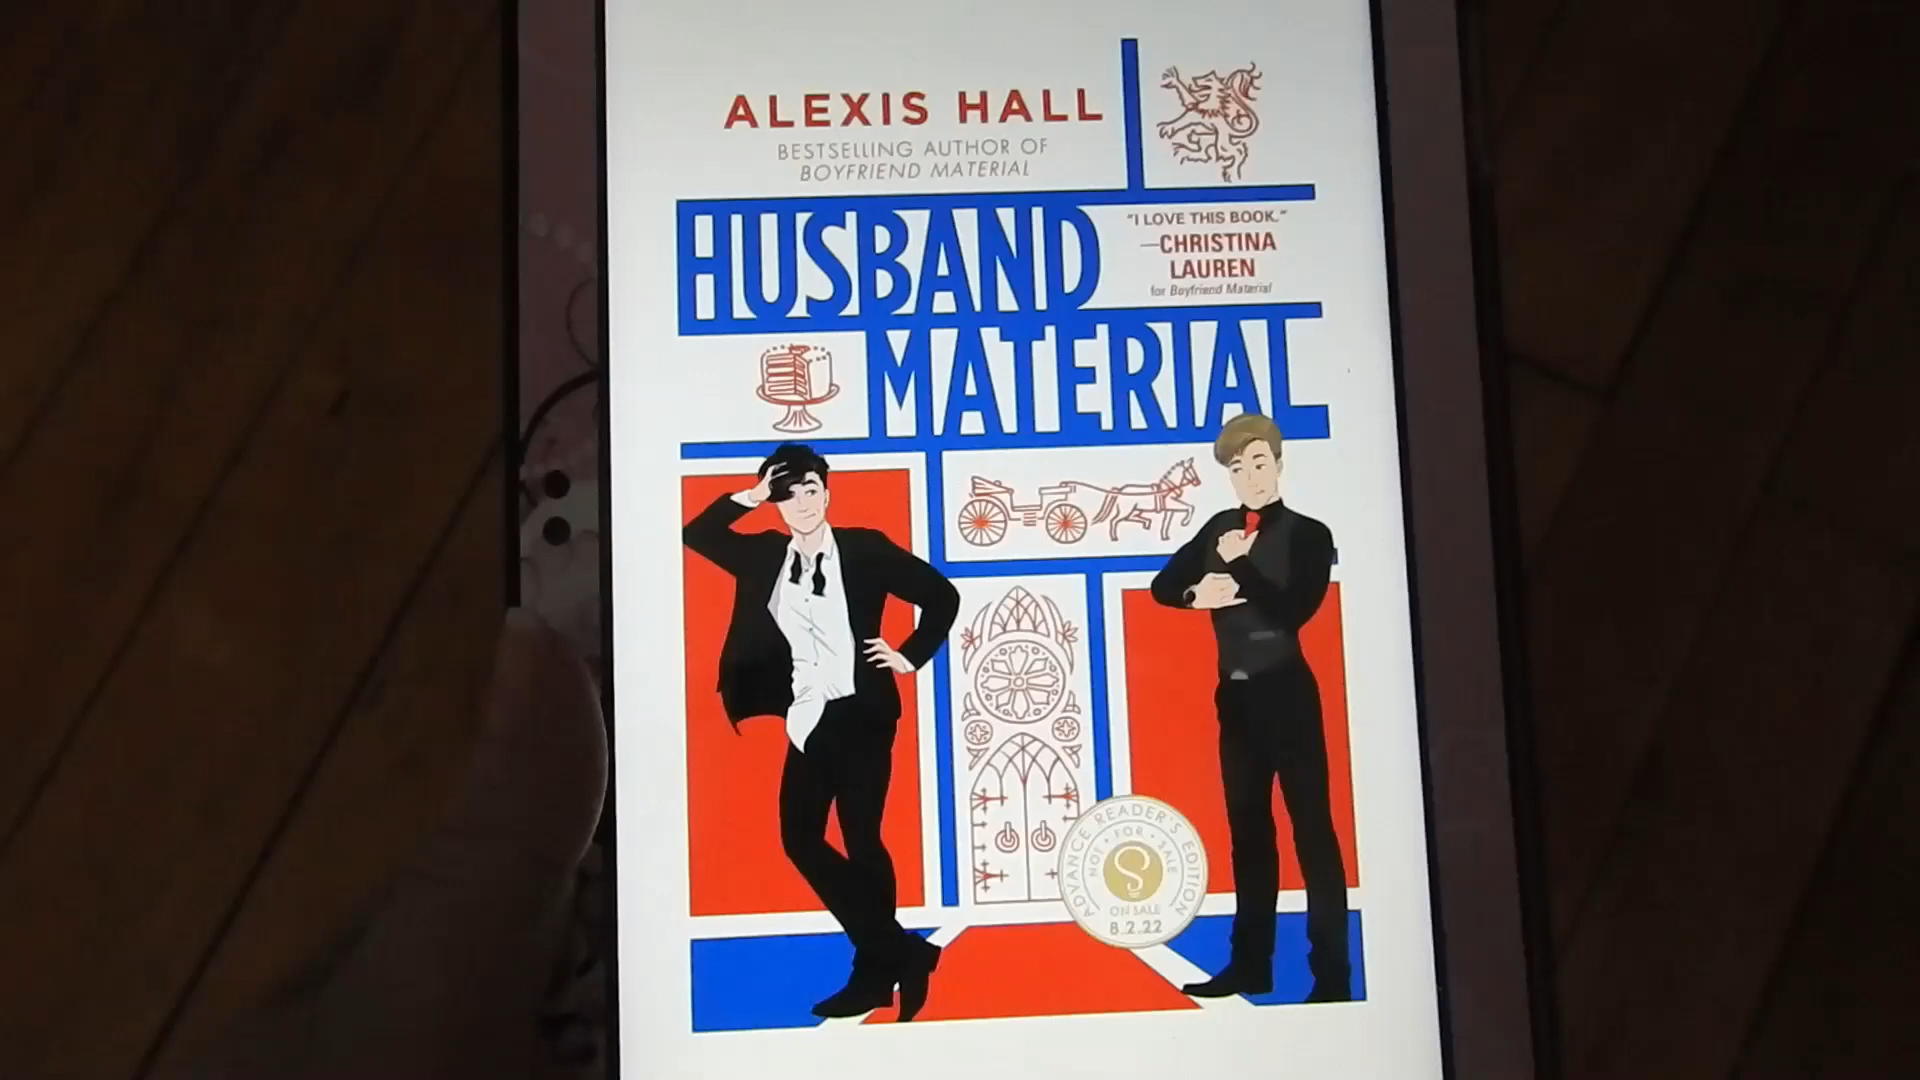 ALEXIS HALL
BESTSELLING AUTHOR OF
BOYFRIEND MATERIAL
HUSBAND
"I LOVE THIS BOOK."
—CHRISTINA
LAUREN
for Boyfriend Material
MATERIAL
ADVANCE READER'S EDITION
NOT • FOR • SALE
S
ON SALE
8.2.22